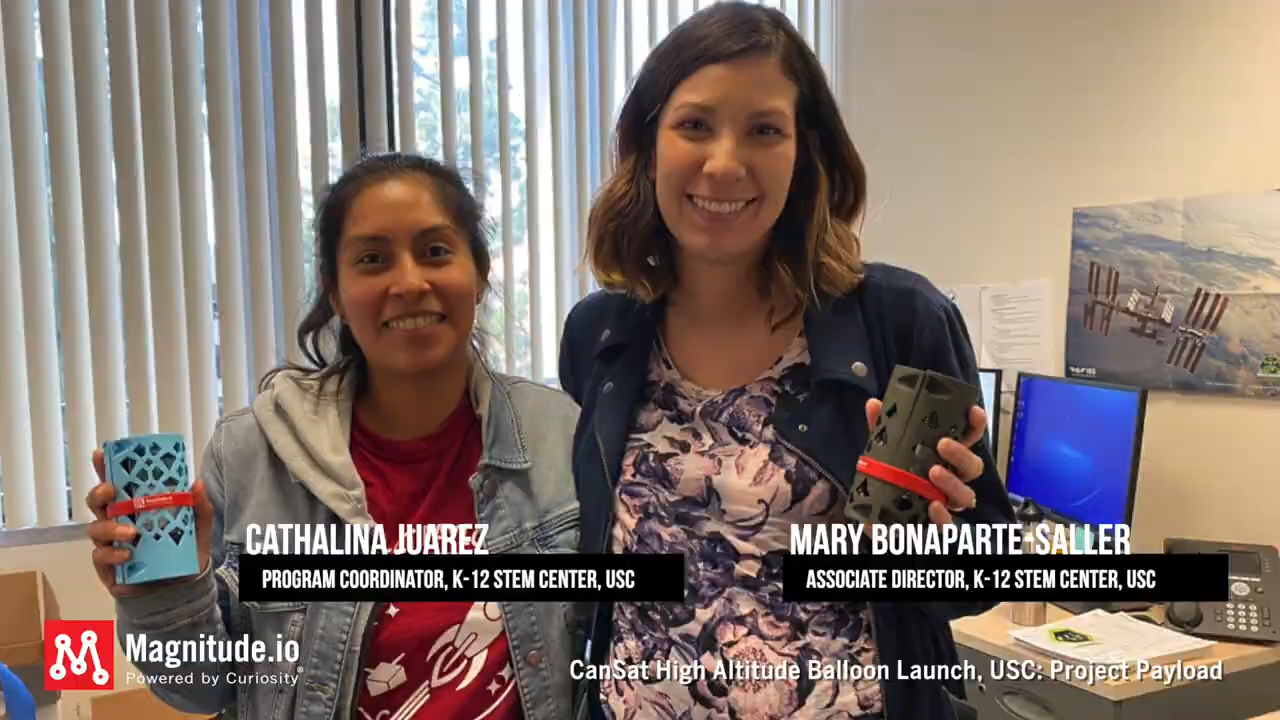 CATHALINA JUAREZ
PROGRAM COORDINATOR, K-12 STEM CENTER, USC
MARY BONAPARTE-SALLER
ASSOCIATE DIRECTOR, K-12 STEM CENTER, USC
Magnitude.io
Powered by Curiosity
CanSat High Altitude Balloon Launch, USC: Project Payload